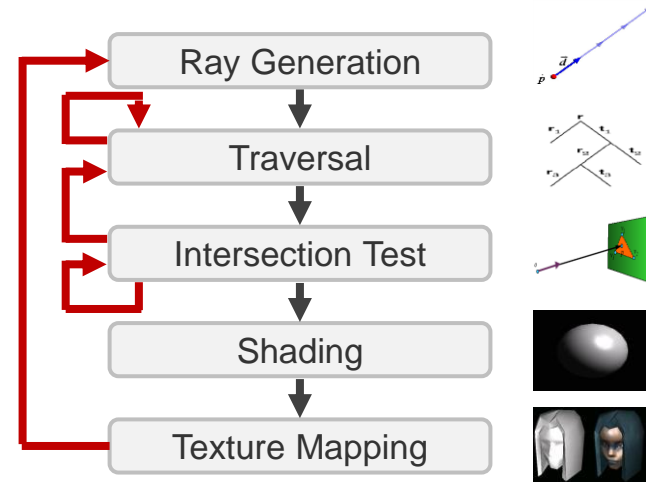 Ray Generation
d
p
Traversal
r
Intersection Test
Shading
Texture Mapping